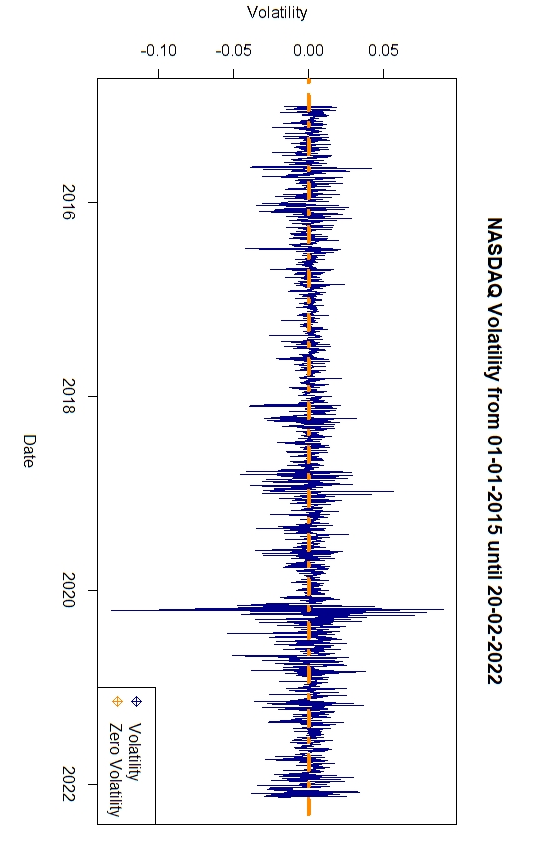 NASDAQ Volatility from 01-01-2015 until 20-02-2022
Volatility
-0.10 -0.05 0.00 0.05
2016 2018 2020 2022
Date
Volatility
Zero Volatility